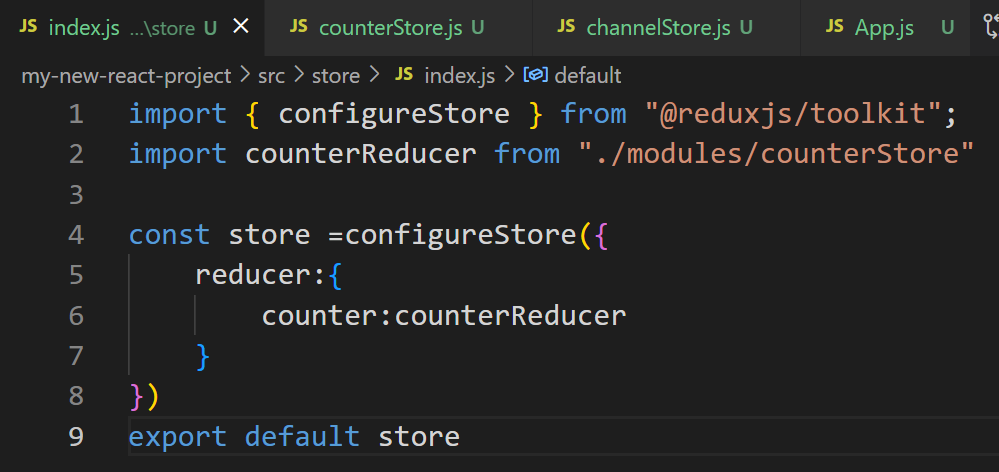 JS index.js ...\store U × JS counterStore.js U JS channelStore.js U JS App.js U
my-new-react-project > src > store > JS index.js > default
1 import { configureStore } from "@reduxjs/toolkit";
2 import counterReducer from "./modules/counterStore"
3
4 const store =configureStore({
5     reducer:{
6         counter:counterReducer
7     }
8 })
9 export default store